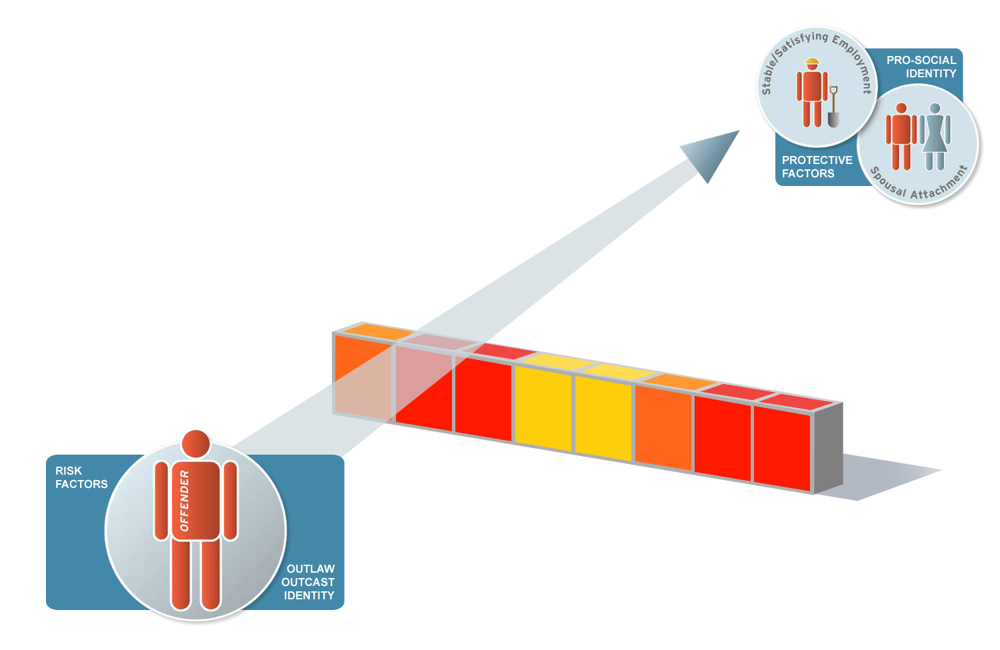 Stable/Satisfying Employment
PRO-SOCIAL
IDENTITY
PROTECTIVE
FACTORS
Spousal Attachment
RISK
FACTORS
OFFENDER
OUTLAW
OUTCAST
IDENTITY